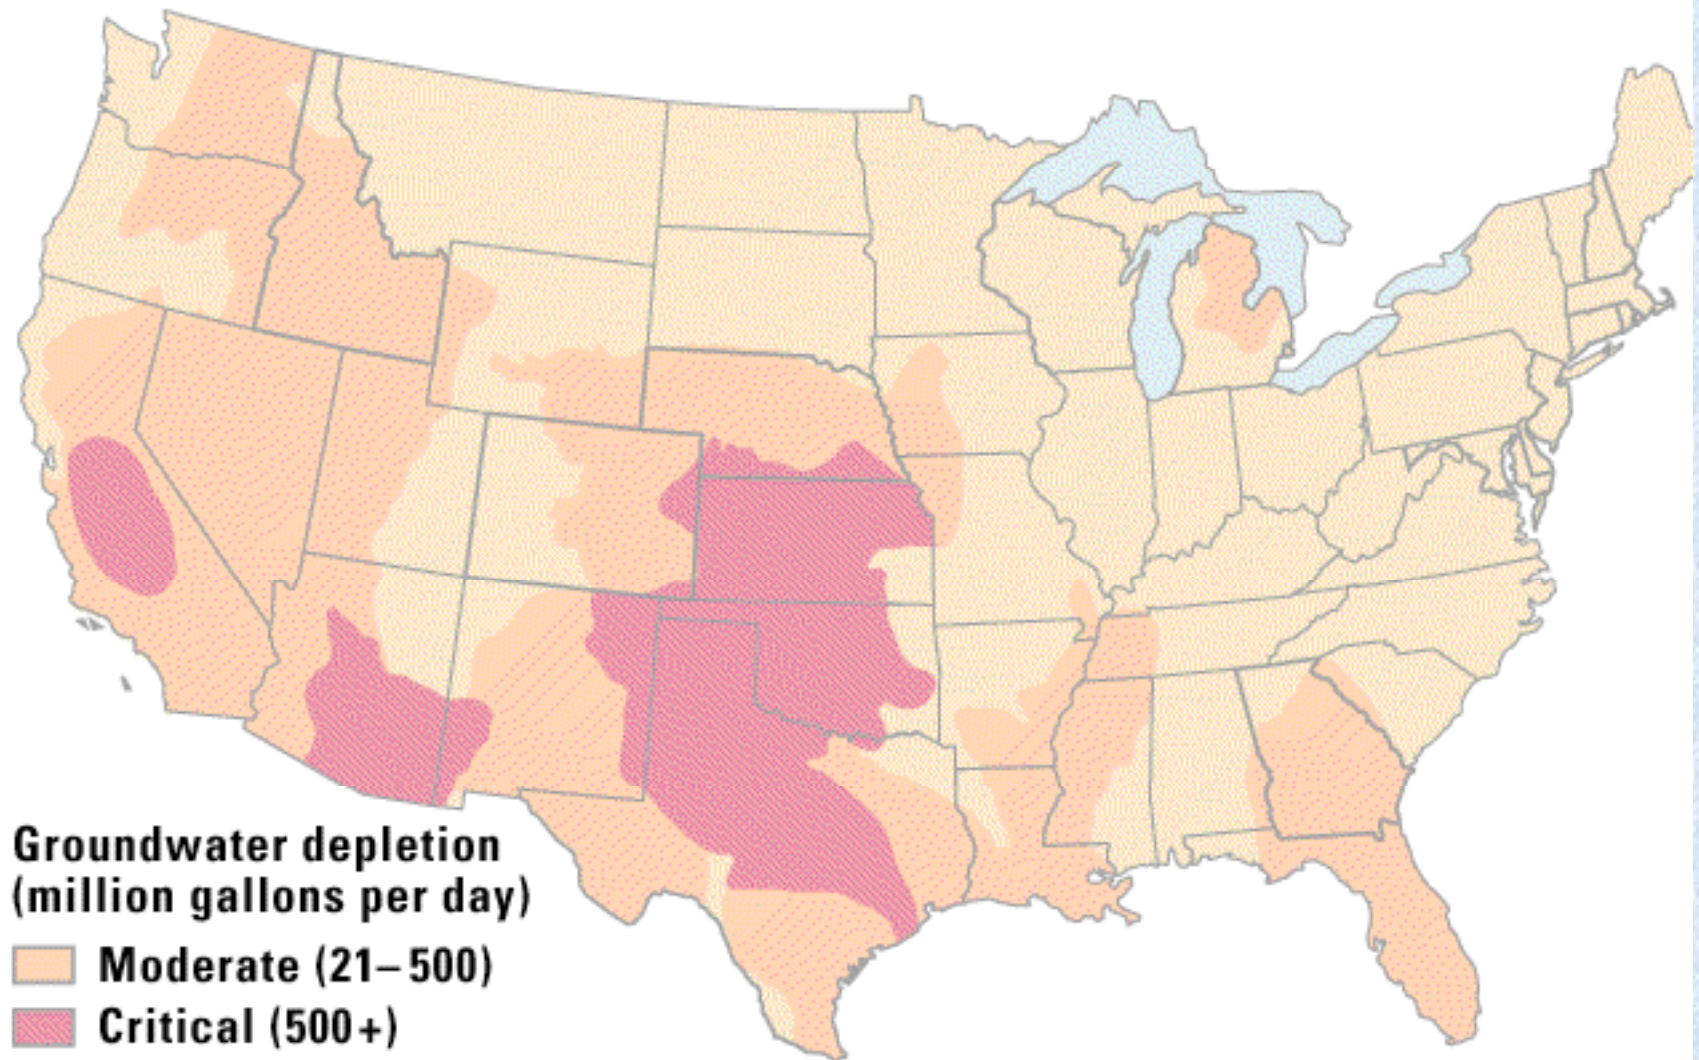 Groundwater depletion
(million gallons per day)
Moderate (21–500)
Critical (500+)